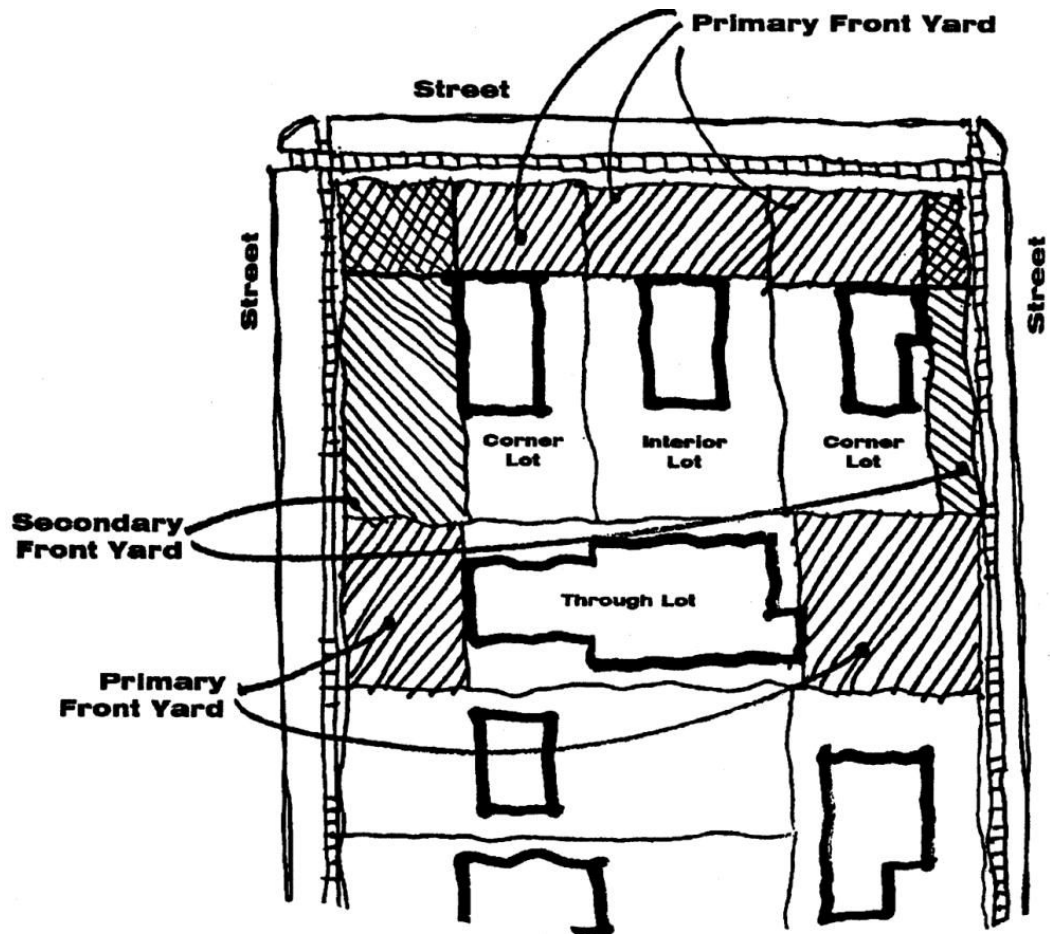 Primary Front Yard
Street
Street
Street
Corner
Lot
Interior
Lot
Corner
Lot
Secondary
Front Yard
Through Lot
Primary
Front Yard